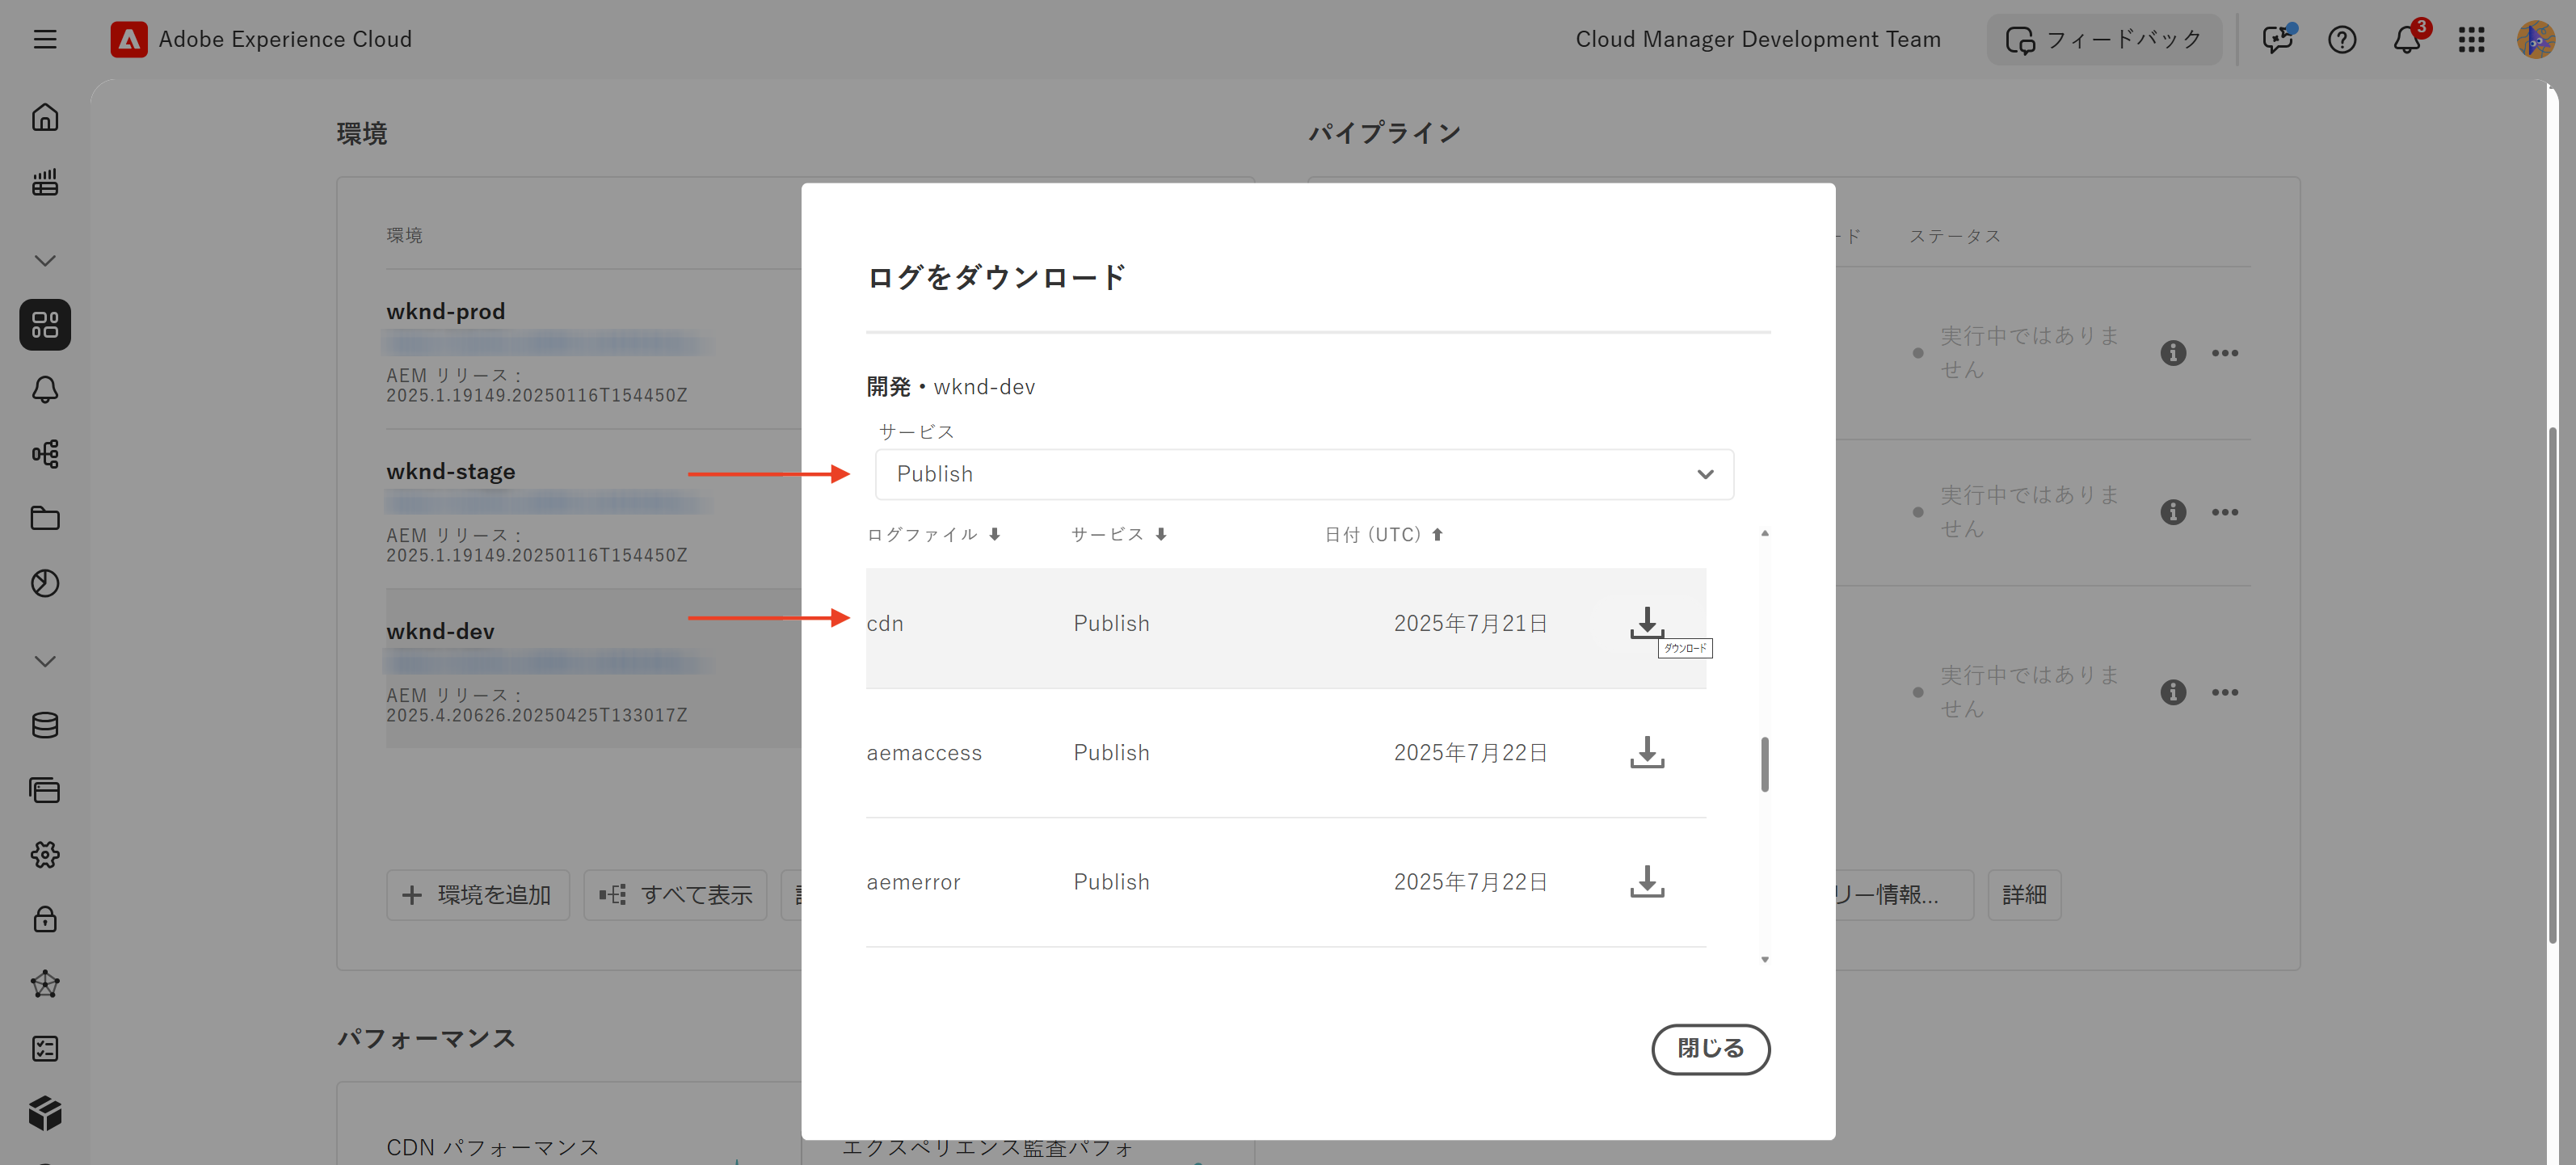 Adobe Experience Cloud
Cloud Manager Development Team
フィードバック
3
環境
パイプライン
環境
ード
ステータス
wknd-prod
AEM リリース：
2025.1.19149.20250116T154450Z
wknd-stage
AEM リリース：
2025.1.19149.20250116T154450Z
wknd-dev
AEM リリース：
2025.4.20626.20250425T133017Z
環境を追加
すべて表示
実行中ではありま
せん
実行中ではありま
せん
実行中ではありま
せん
リー情報...
詳細
ログをダウンロード
開発・wknd-dev
サービス
Publish
ログファイル
サービス
日付 (UTC)
cdn
Publish
2025年7月21日
ダウンロード
aemaccess
Publish
2025年7月22日
aemerror
Publish
2025年7月22日
閉じる
パフォーマンス
CDN パフォーマンス
エクスペリエンス監査パフォ